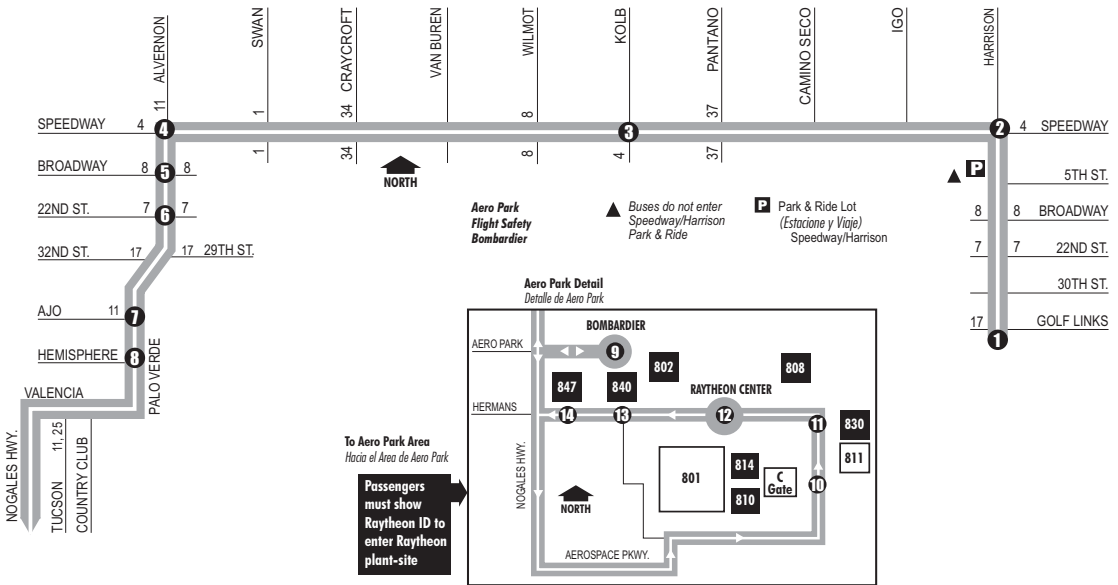 ALVERNON
SWAN
CRAYCROFT
VAN BUREN
WILMOT
KOLB
PANTANO
CAMINO SECO
IGO
HARRISON
11
1
34
8
37
SPEEDWAY 4
4
3
2
4 SPEEDWAY
1
34
8
4
37
BROADWAY 8
5
8
22ND ST. 7
6
7
32ND ST. 17
17 29TH ST.
AJO 11
7
HEMISPHERE
8
VALENCIA
PALO VERDE
NOGALES HWY.
TUCSON 11, 25
COUNTRY CLUB
NORTH
Aero Park
Flight Safety
Bombardier
Buses do not enter
Speedway/Harrison
Park & Ride
P Park & Ride Lot
(Estacione y Viaje)
Speedway/Harrison
P
5TH ST.
8 8 BROADWAY
7 7 22ND ST.
30TH ST.
17 GOLF LINKS
1
Aero Park Detail
Detalle de Aero Park
BOMBARDIER
AERO PARK
9
802
808
847
840
RAYTHEON CENTER
HERMANS
14
13
12
11
830
811
801
814
810
C
Gate
10
NOGALES HWY.
NORTH
AEROSPACE PKWY.
To Aero Park Area
Hacia el Area de Aero Park
Passengers
must show
Raytheon ID to
enter Raytheon
plant-site